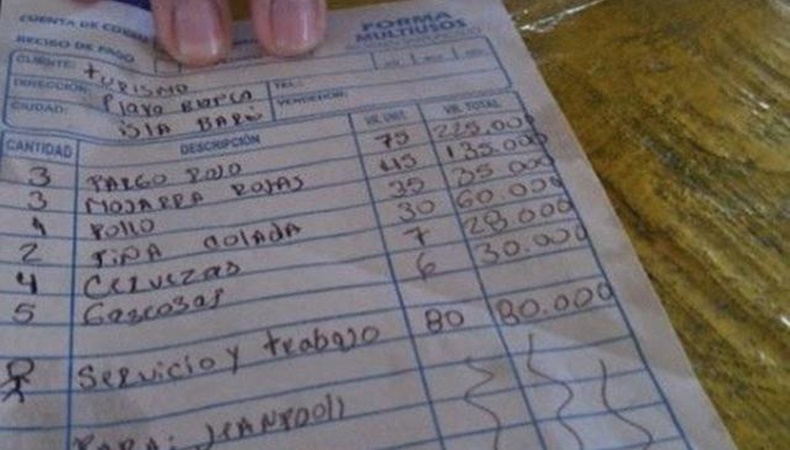 CUENTA DE COBRO
RECIBO DE PAGO
FORMA MULTIUSOS
CLIENTE: turismo
DIRECCIÓN: Playa Blanca TEL.:
CIUDAD: isla Barú VENDEDOR:
CANTIDAD DESCRIPCIÓN VR. UNIT. VR. TOTAL
3 PARGO ROJO 75 225.000
3 MOJARRA ROJAS 45 135.000
1 POLLO 35 35.000
2 PIÑA COLADA 30 60.000
4 Cervezas 7 28.000
5 Gaseosas 6 30.000
Servicio y trabajo 80 80.000
PARA: